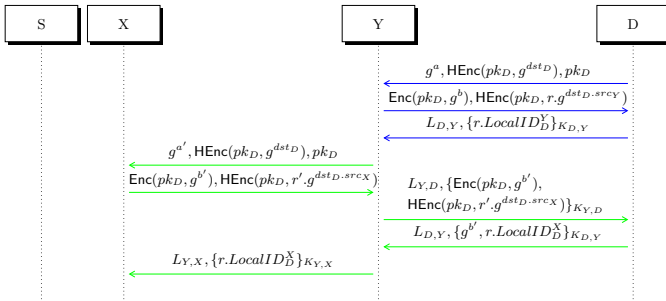 S X Y D
g^a, HEnc(pk_D, g^{dst_D}), pk_D
Enc(pk_D, g^b), HEnc(pk_D, r.g^{dst_D.src_Y})
L_{D,Y}, {r.LocalID_D^Y}_{K_{D,Y}}
g^{a'}, HEnc(pk_D, g^{dst_D}), pk_D
Enc(pk_D, g^{b'}), HEnc(pk_D, r'.g^{dst_D.src_X})
L_{Y,D}, {Enc(pk_D, g^{b'}),
HEnc(pk_D, r'.g^{dst_D.src_X})}_{K_{Y,D}}
L_{D,Y}, {g^{b'}, r.LocalID_D^X}_{K_{D,Y}}
L_{Y,X}, {r.LocalID_D^X}_{K_{Y,X}}